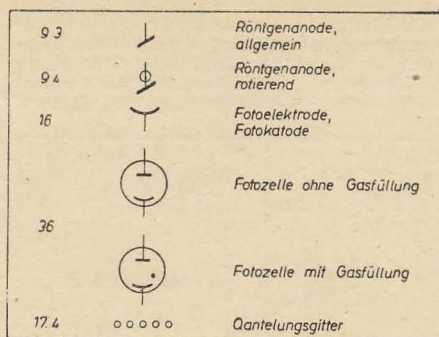 9 3 Röntgenanode,
allgemein
9 4 Röntgenanode,
rotierend
16 Fotoelektrode,
Fotokatode
Fotozelle ohne Gasfüllung
36
Fotozelle mit Gasfüllung
17.4 Qantelungsgitter